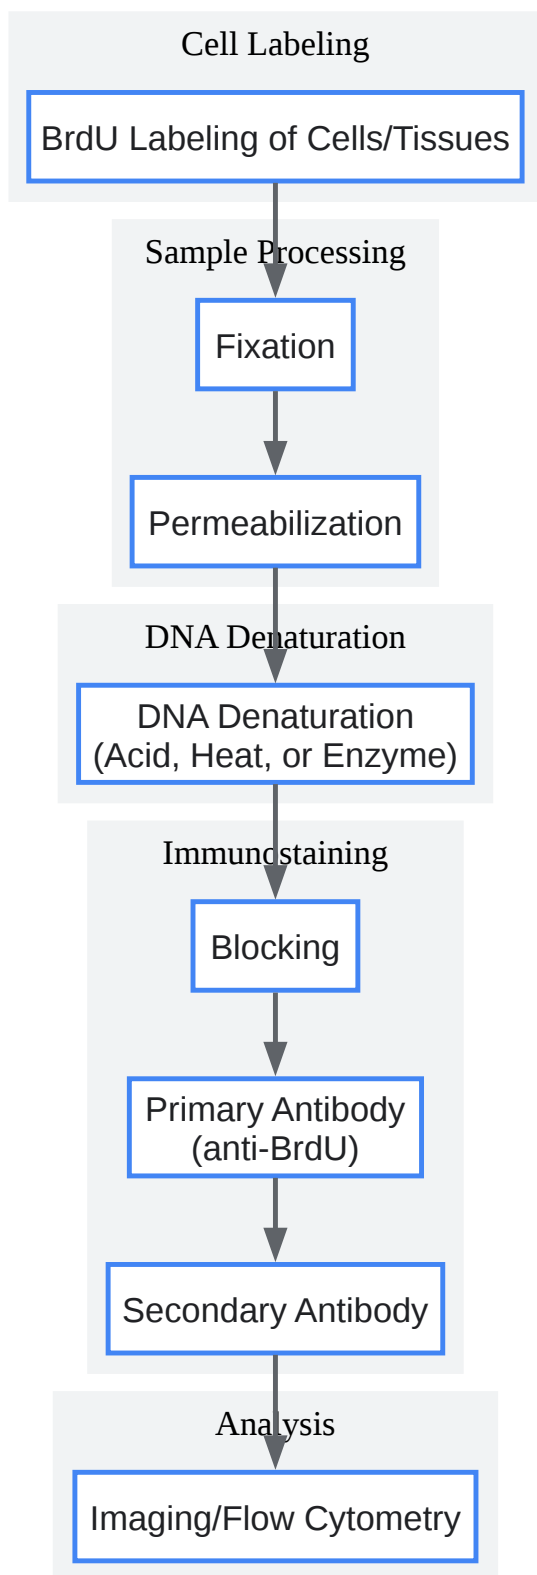 Cell Labeling
BrdU Labeling of Cells/Tissues
Sample Processing
Fixation
Permeabilization
DNA Denaturation
DNA Denaturation
(Acid, Heat, or Enzyme)
Immunostaining
Blocking
Primary Antibody
(anti-BrdU)
Secondary Antibody
Analysis
Imaging/Flow Cytometry